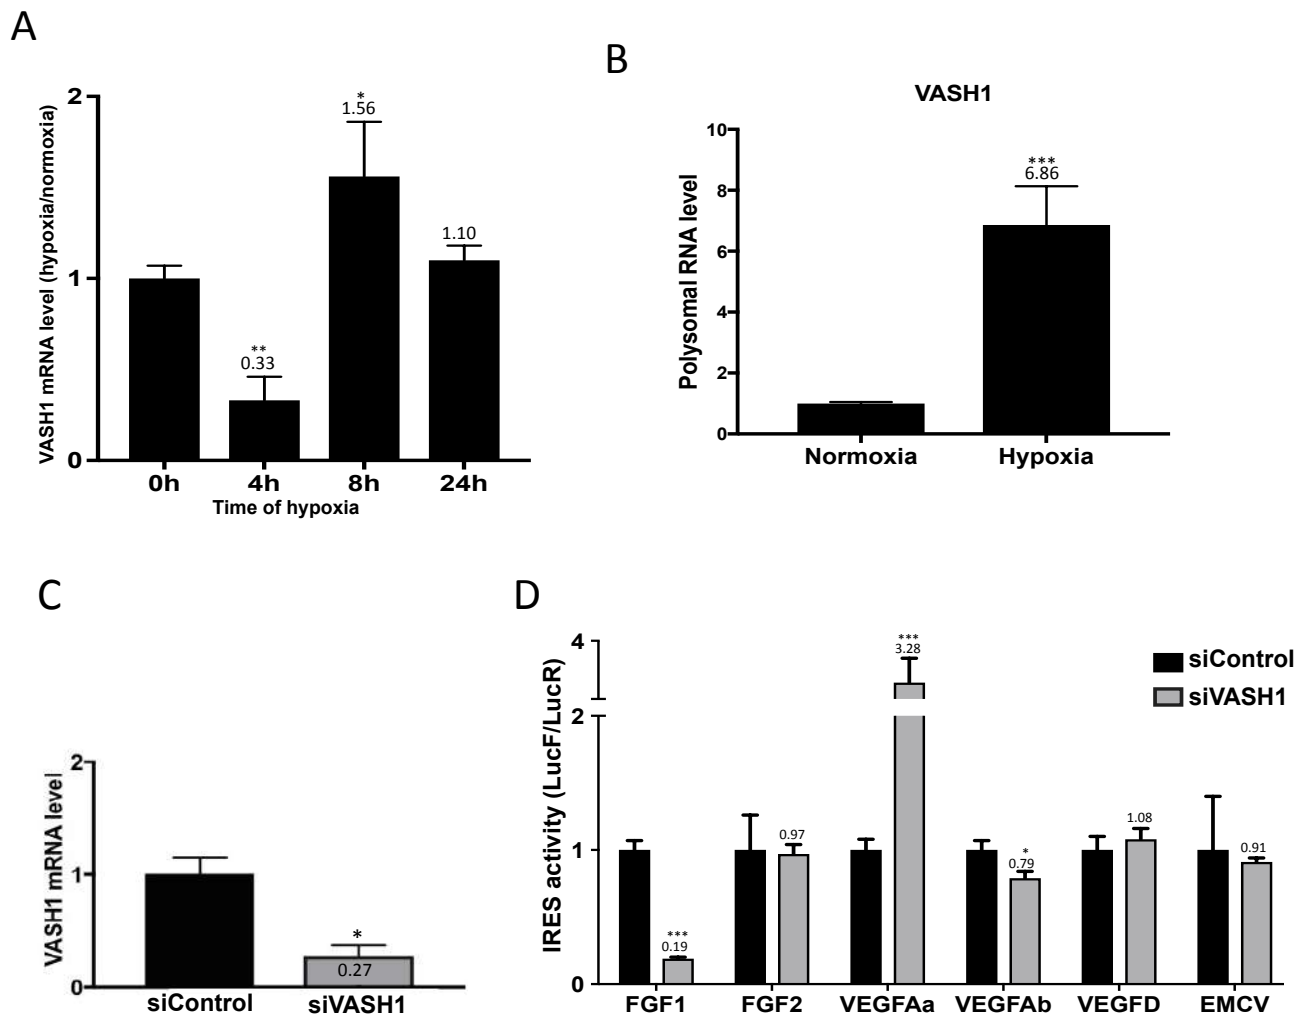 A
VASH1 mRNA level (hypoxia/normoxia)
2
1
0
**
0.33
*
1.56
1.10
0h 4h 8h 24h
Time of hypoxia
B
VASH1
Polysomal RNA level
10
8
6
4
2
0
***
6.86
Normoxia Hypoxia
C
VASH1 mRNA level
2
1
0
*
0.27
siControl siVASH1
D
IRES activity (LucF/LucR)
4
2
1
0
***
0.19
0.97
***
3.28
*
0.79
1.08
0.91
FGF1 FGF2 VEGFAa VEGFAb VEGFD EMCV
siControl
siVASH1